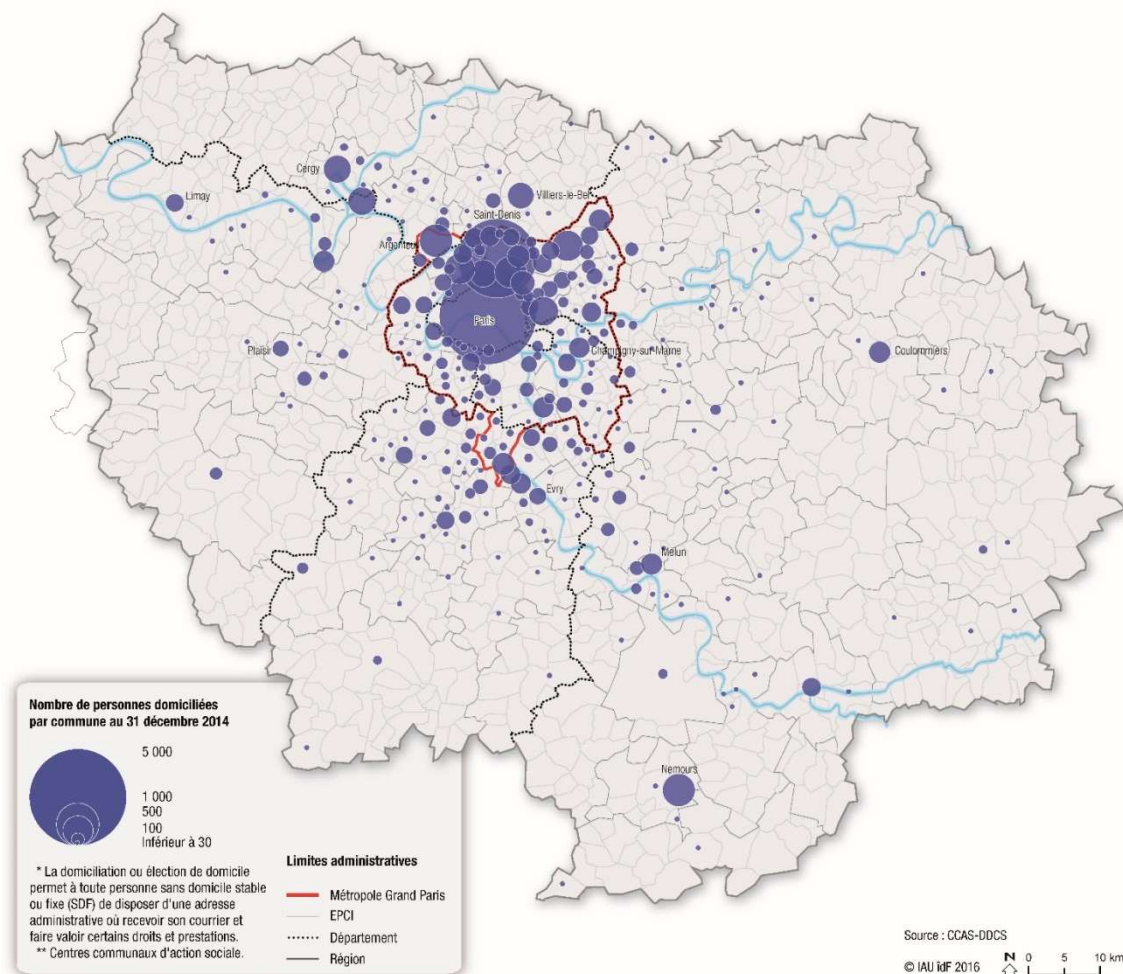 Cergy
Limay
Villiers-le-Bel
Saint-Denis
Argenteuil
Paris
Plaisir
Champigny-sur-Marne
Coulommiers
Evry
Melun
Nemours
Nombre de personnes domiciliées
par commune au 31 décembre 2014
5 000
1 000
500
100
Inférieur à 30
* La domiciliation ou élection de domicile
permet à toute personne sans domicile stable
ou fixe (SDF) de disposer d'une adresse
administrative où recevoir son courrier et
faire valoir certains droits et prestations.
** Centres communaux d'action sociale.
Limites administratives
Métropole Grand Paris
EPCI
Département
Région
Source : CCAS-DDCS
© IAU îdF 2016
N 0 5 10 km